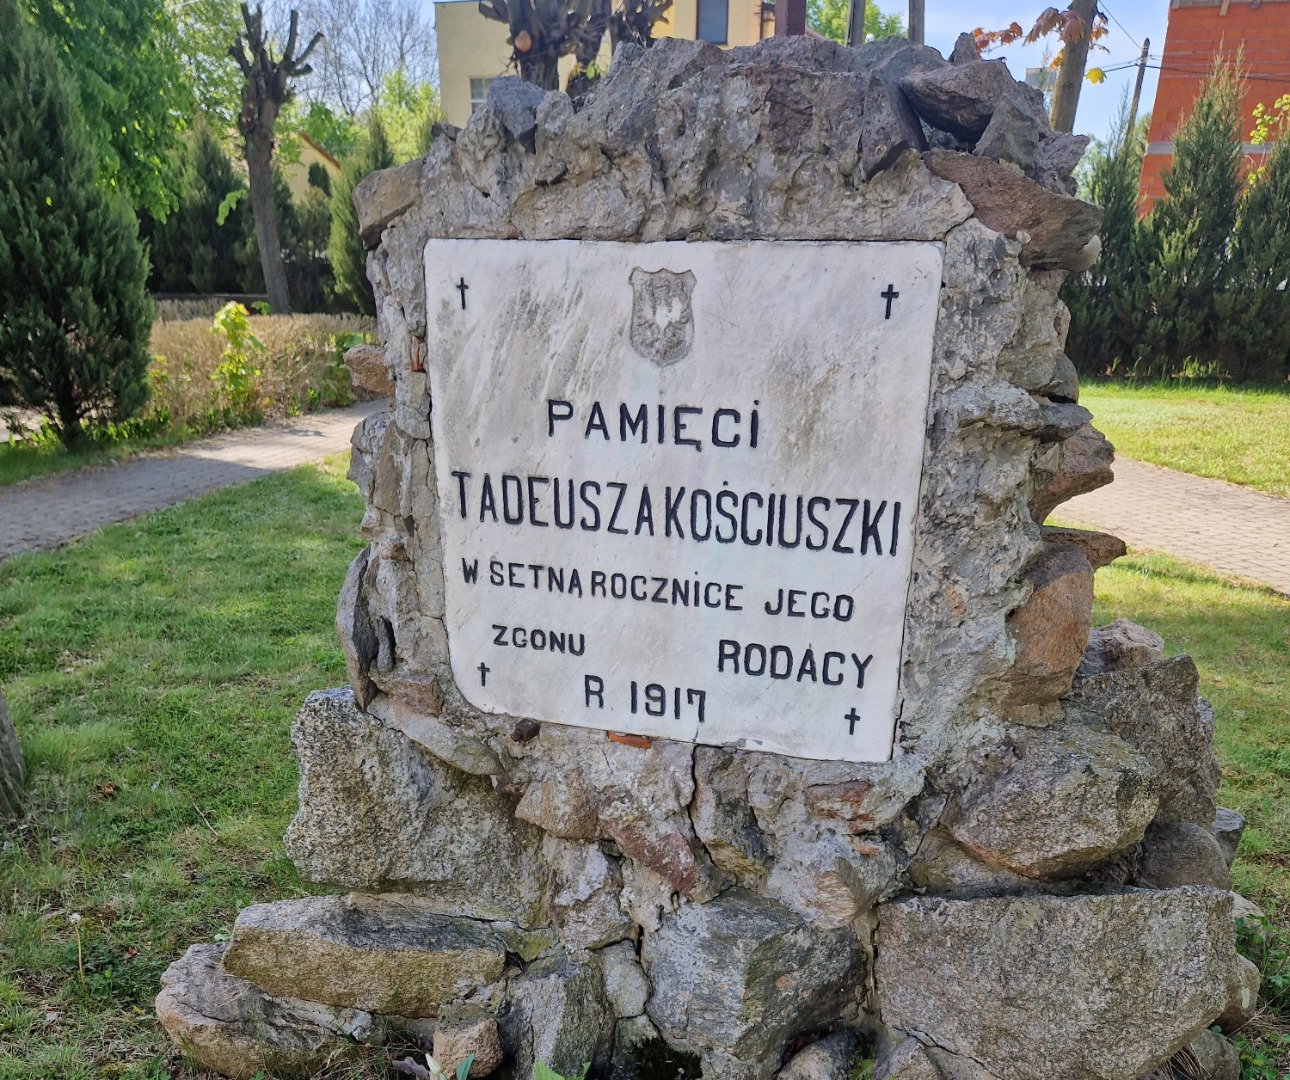 PAMIĘCI
TADEUSZA KOŚCIUSZKI
W SETNĄ ROCZNICE JEGO
ZGONU RODACY
R. 1917